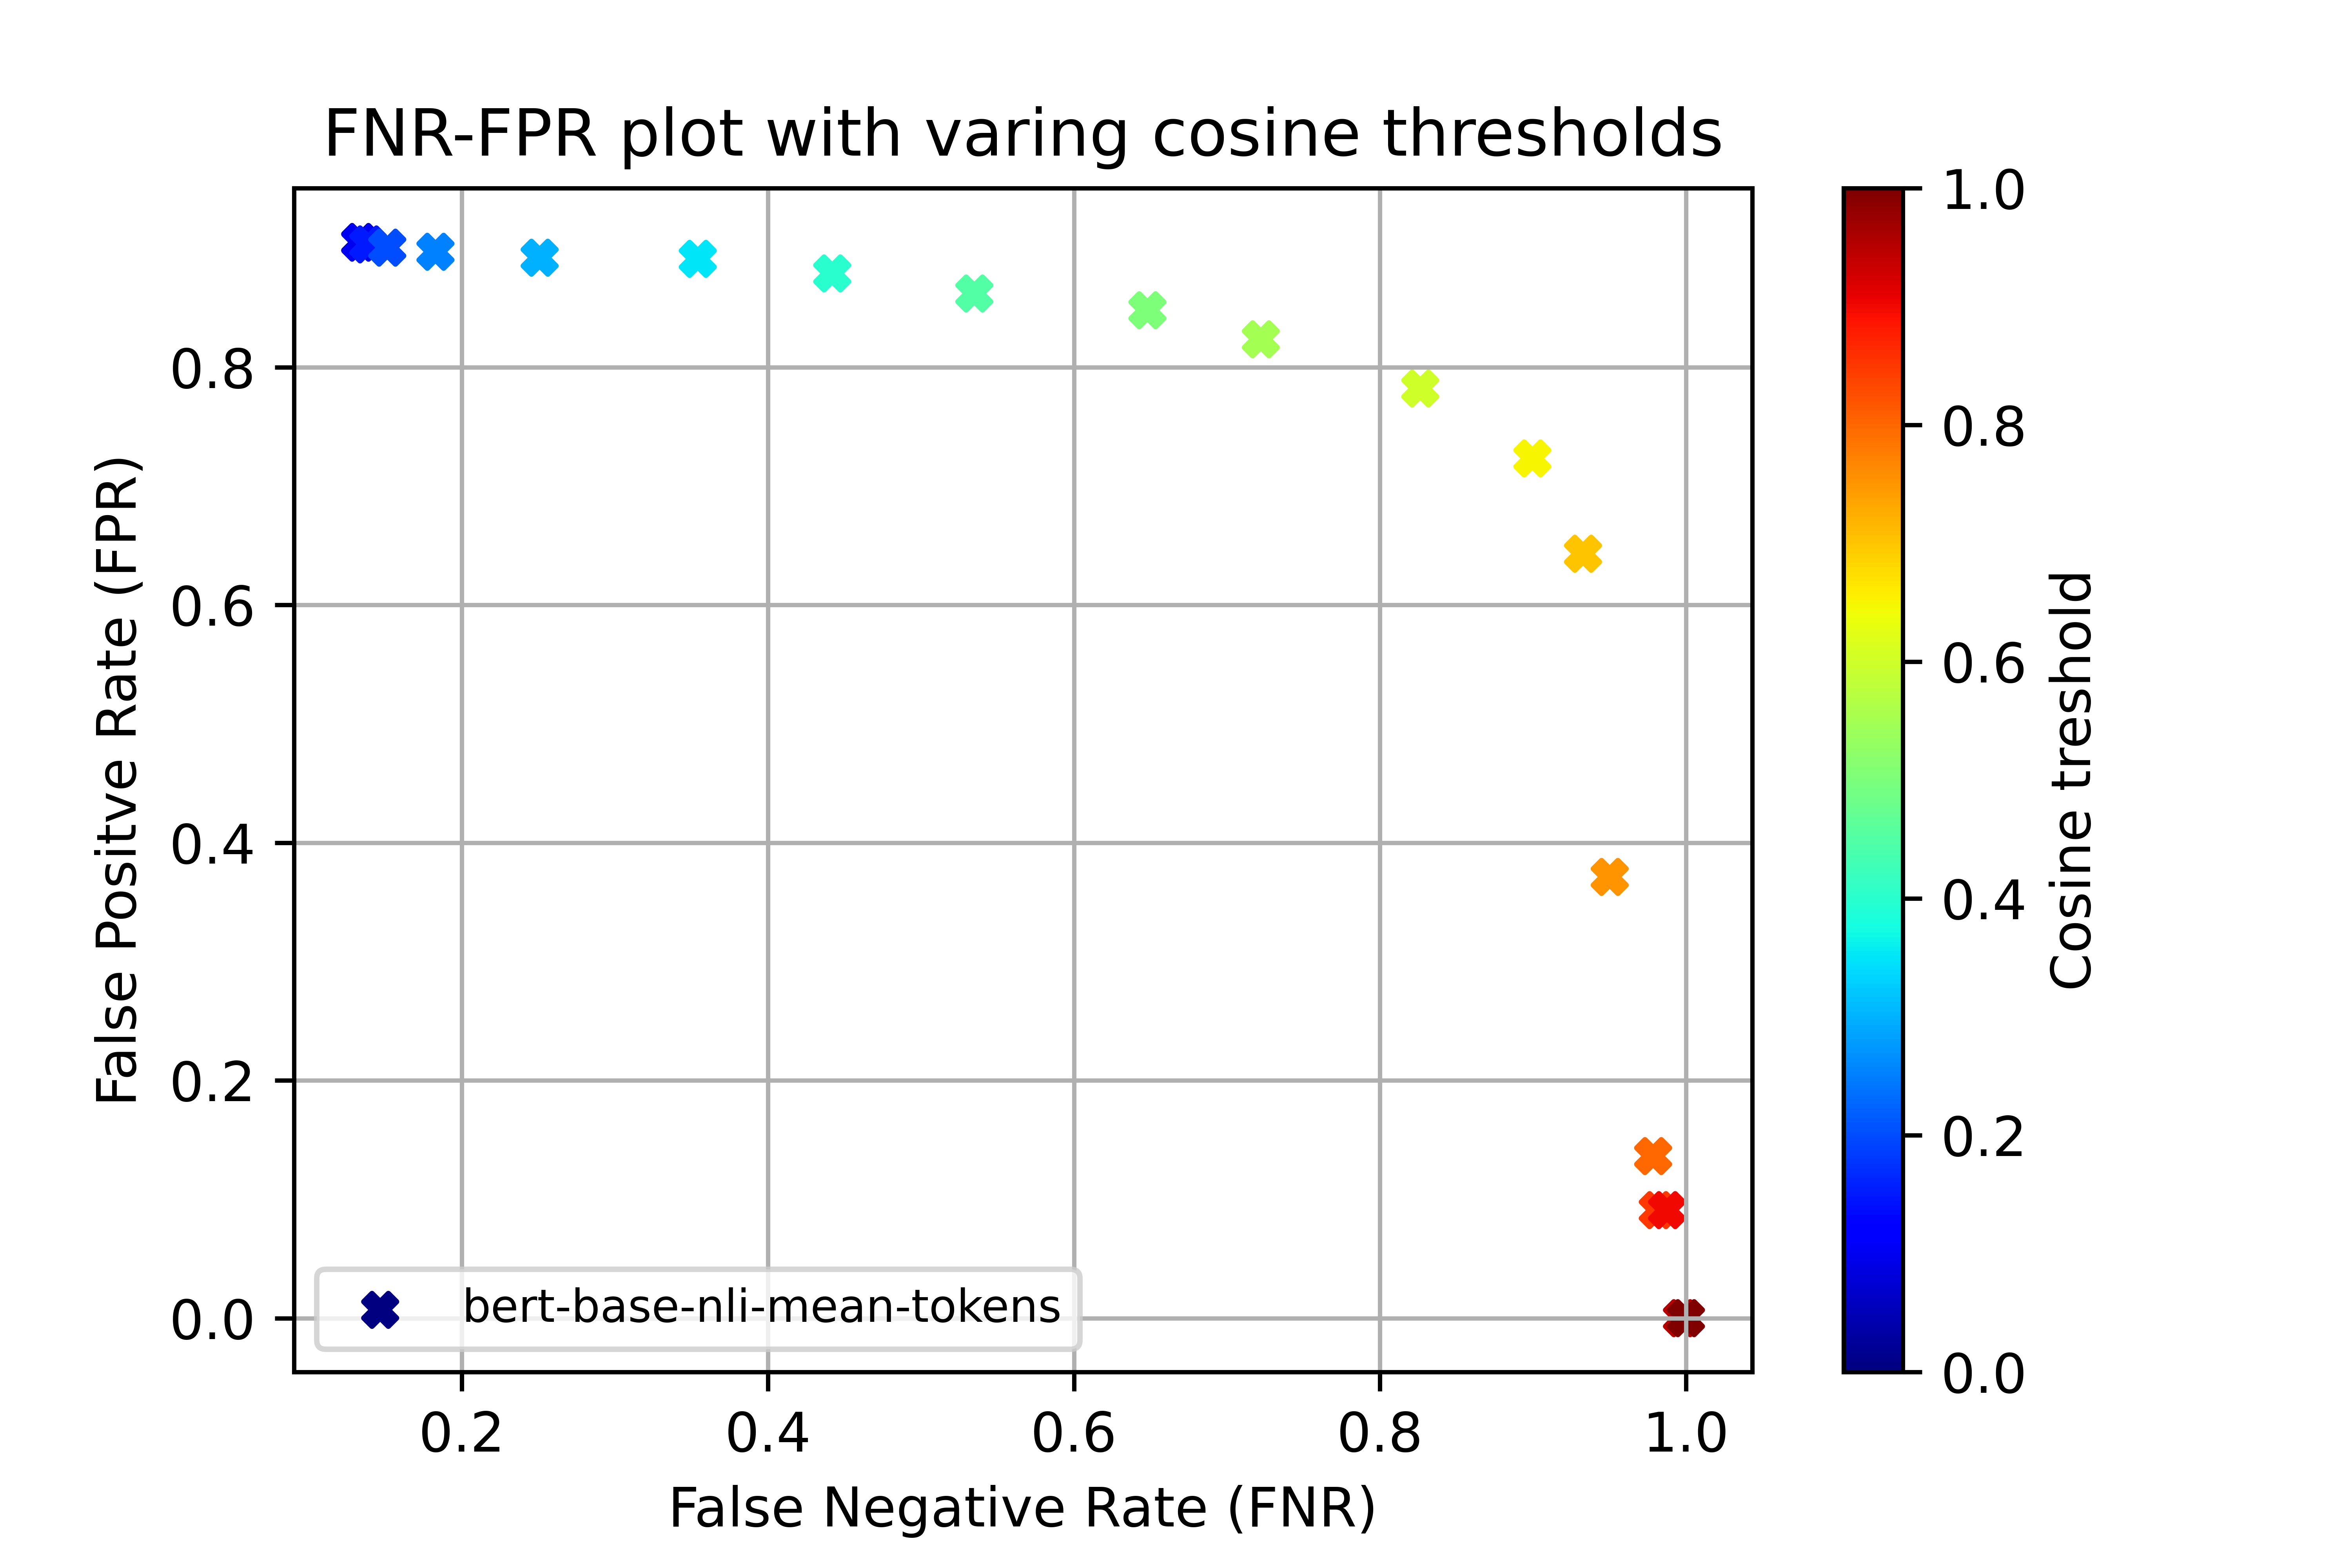 FNR-FPR plot with varing cosine thresholds
False Positive Rate (FPR)
0.8
0.6
0.4
0.2
0.0
bert-base-nli-mean-tokens
0.2 0.4 0.6 0.8 1.0
False Negative Rate (FNR)
1.0
0.8
0.6
0.4
0.2
0.0
Cosine treshold